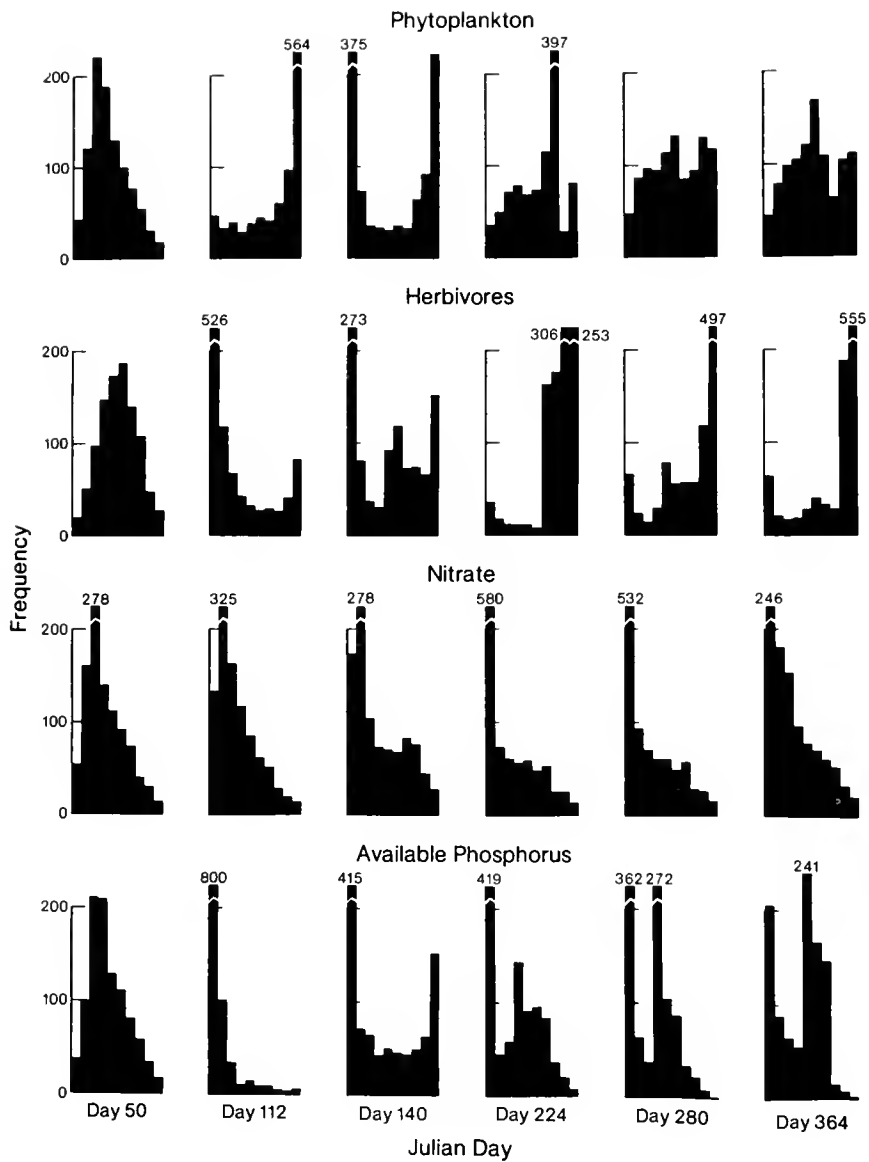 Phytoplankton
564 375 397
200
100
0
Herbivores
526 273 306 253 497 555
200
100
0
Frequency
Nitrate
278 325 278 580 532 246
200
100
0
Available Phosphorus
800 415 419 362 272 241
200
100
0
Day 50 Day 112 Day 140 Day 224 Day 280 Day 364
Julian Day